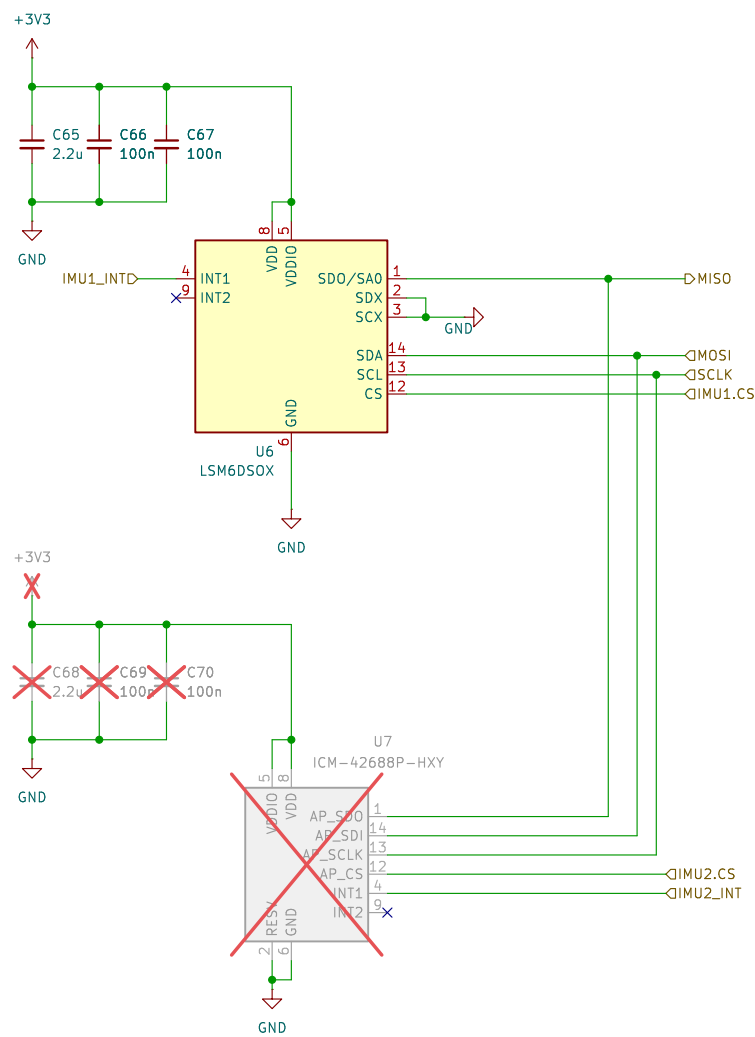 +3V3
C65
2.2u
C66
100n
C67
100n
GND
8
5
VDD
VDDIO
IMU1_INT
4
INT1
9
INT2
SDO/SA0
1
MISO
SDX
2
SCX
3
GND
SDA
14
MOSI
SCL
13
SCLK
CS
12
IMU1.CS
GND
6
U6
LSM6DSOX
GND
+3V3
C68
2.2u
C69
100n
C70
100n
GND
U7
ICM-42688P-HXY
5
8
VDDIO
VDD
AP_SDO
1
AP_SDI
14
AP_SCLK
13
AP_CS
12
IMU2.CS
INT1
4
IMU2_INT
INT2
9
RESV
GND
2
6
GND